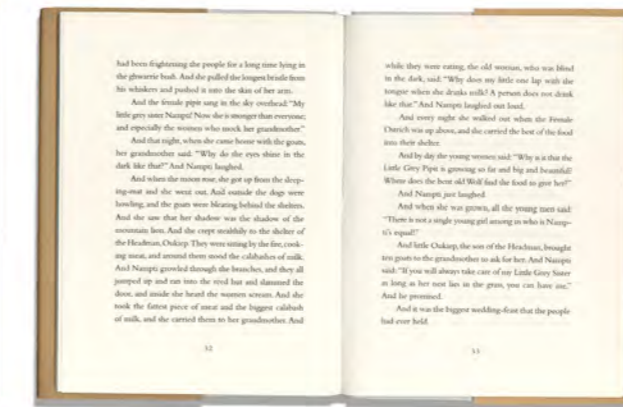 had been frightening the people for a long time lying in
the ghwarrie bush. And she pulled the longest bristle from
his whiskers and pushed it into the skin of her arm.
And the female pipit sang in the sky overhead: "My
little grey sister Nampti! Now she is stronger than everyone;
and especially the women who mock her grandmother."
And that night, when she came home with the goats,
her grandmother said: "Why do the eyes shine in the
dark like that?" And Nampti laughed.
And when the moon rose, she got up from the sleep-
ing-mat and she went out. And outside the dogs were
howling, and the goats were bleating behind the shelters.
And she saw that her shadow was the shadow of the
mountain lion. And she crept stealthily to the shelter of
the Headman, Oukiep. They were sitting by the fire, cook-
ing meat, and around them stood the calabashes of milk.
And Nampti growled through the branches, and they all
jumped up and ran into the reed hut and slammed the
door, and inside she heard the women scream. And she
took the fattest piece of meat and the biggest calabash
of milk, and she carried them to her grandmother. And
32
while they were eating, the old woman, who was blind
in the dark, said: "Why does my little one lap with the
tongue when she drinks milk? A person does not drink
like that." And Nampti laughed out loud.
And every night she walked out when the Female
Ostrich was up above, and she carried the best of the food
into their shelter.
And by day the young women said: "Why is it that the
Little Grey Pipit is growing so fat and big and beautiful?
Where does the bent old Wolf find the food to give her?"
And Nampti just laughed.
And when she was grown, all the young men said:
"There is not a single young girl among us who is Namp-
ti's equal!"
And little Oukiep, the son of the Headman, brought
ten goats to the grandmother to ask for her. And Nampti
said: "If you will always take care of my Little Grey Sister
as long as her nest lies in the grass, you can have me."
And he promised.
And it was the biggest wedding-feast that the people
had ever held.
33